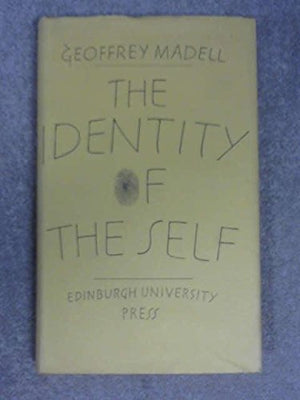 GEOFFREY MADELL
THE
IDENTITY
OF
THE SELF
EDINBURGH UNIVERSITY
PRESS